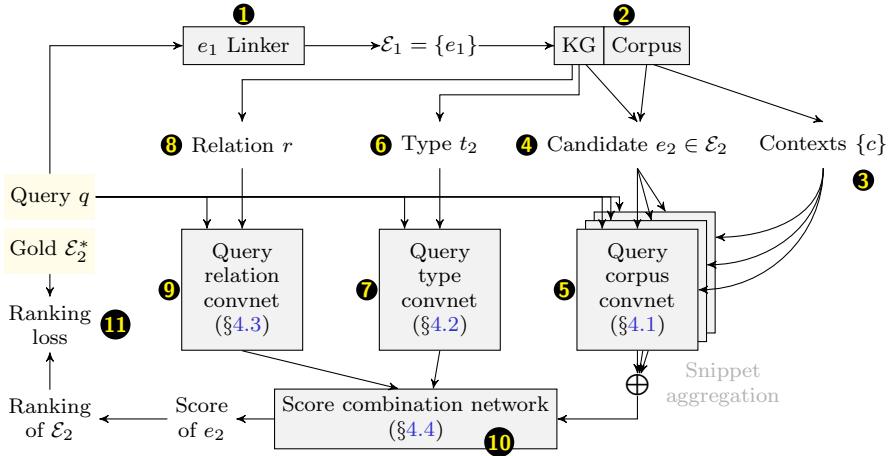 1
2
e₁ Linker
ℰ₁ = {e₁}
KG
Corpus
8 Relation r
6 Type t₂
4 Candidate e₂ ∈ ℰ₂
Contexts {c}
3
Query q
Gold ℰ₂*
Query
relation
convnet
(§4.3)
9
Query
type
convnet
(§4.2)
7
Query
corpus
convnet
(§4.1)
5
Ranking
loss
11
⊕
Snippet
aggregation
Ranking
of ℰ₂
Score
of e₂
Score combination network
(§4.4)
10